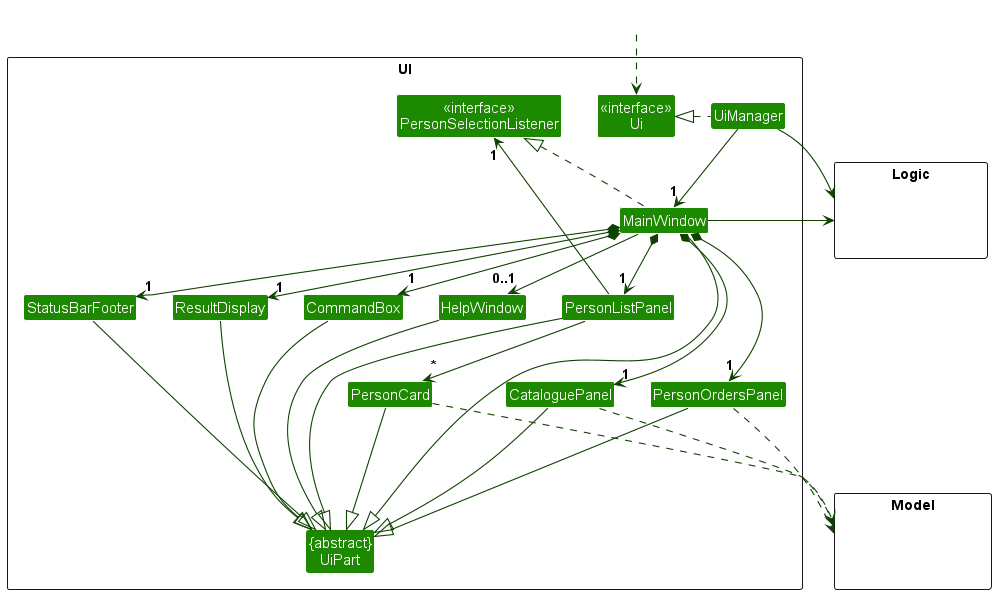 UI
«interface»
PersonSelectionListener
«interface»
Ui
UiManager
Logic
1
1
MainWindow
1
1
1
0..1
1
StatusBarFooter
ResultDisplay
CommandBox
HelpWindow
PersonListPanel
*
1
1
PersonCard
CataloguePanel
PersonOrdersPanel
Model
{abstract}
UiPart